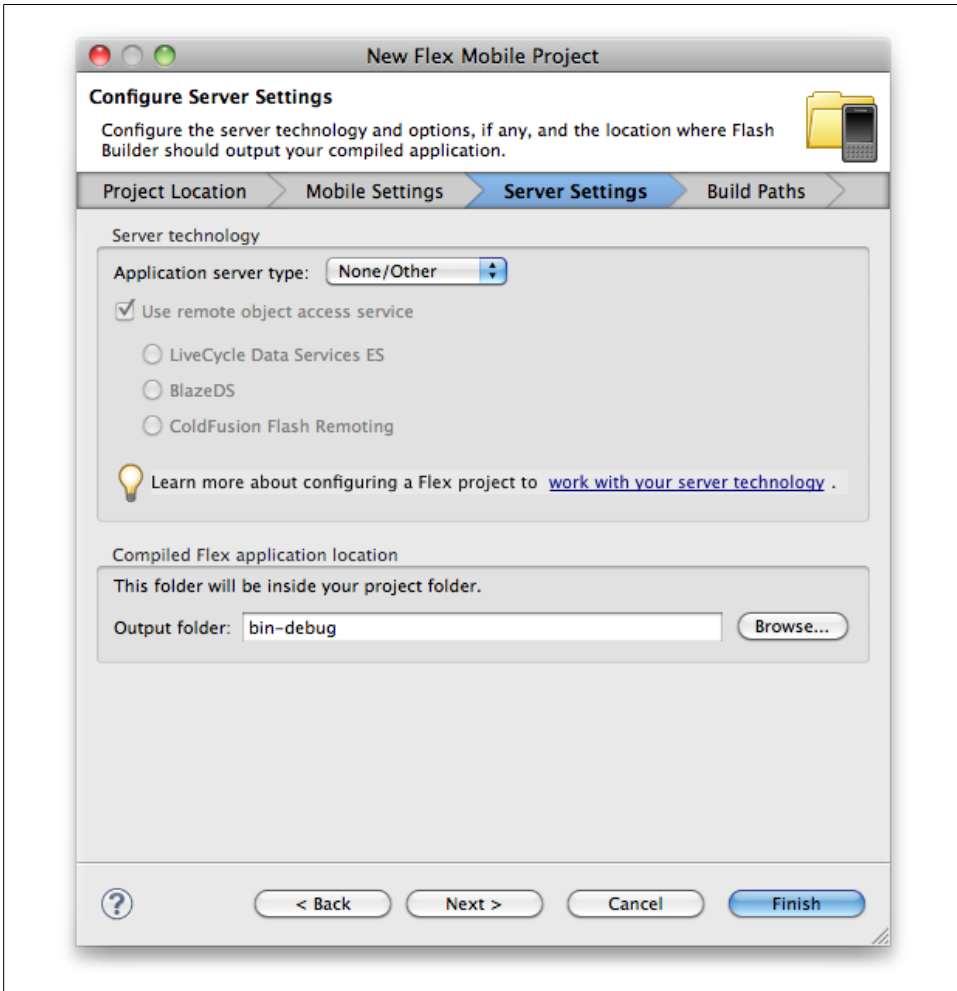 New Flex Mobile Project
Configure Server Settings
Configure the server technology and options, if any, and the location where Flash
Builder should output your compiled application.
Project Location
Mobile Settings
Server Settings
Build Paths
Server technology
Application server type: None/Other
Use remote object access service
LiveCycle Data Services ES
BlazeDS
ColdFusion Flash Remoting
Learn more about configuring a Flex project to work with your server technology .
Compiled Flex application location
This folder will be inside your project folder.
Output folder: bin-debug Browse...
? < Back Next > Cancel Finish